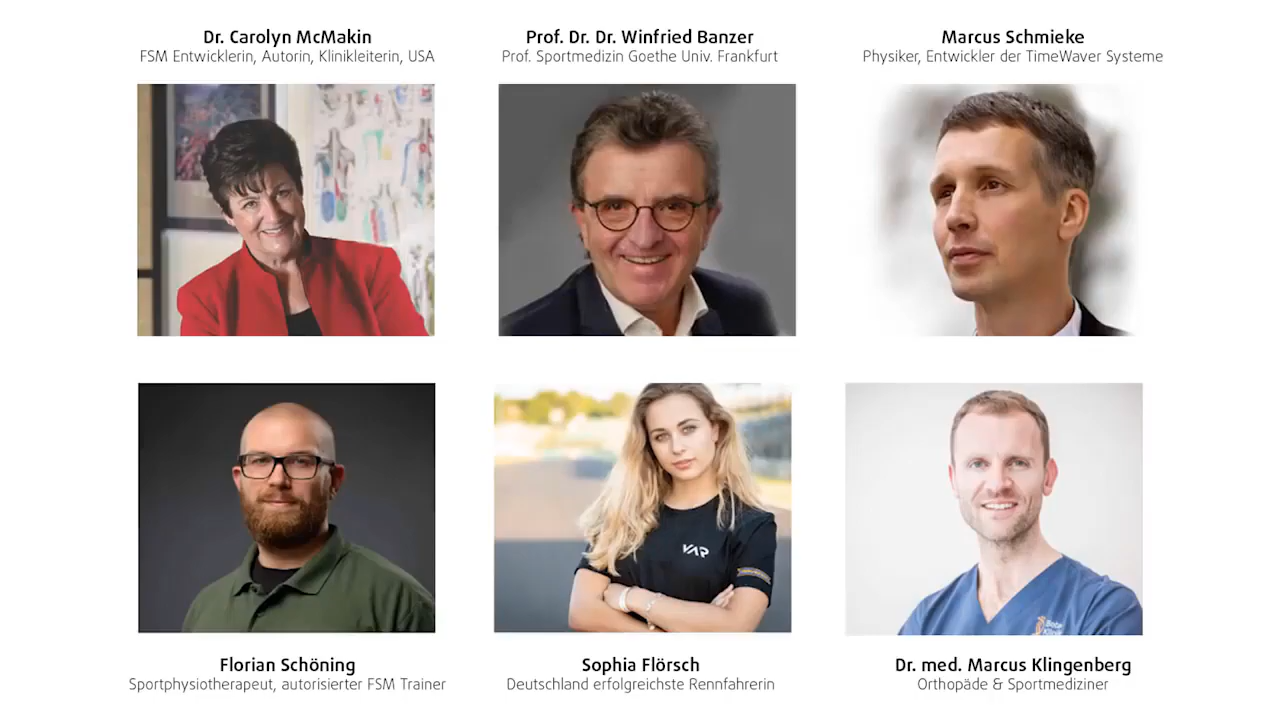 Dr. Carolyn McMakin
FSM Entwicklerin, Autorin, Klinikleiterin, USA
Prof. Dr. Dr. Winfried Banzer
Prof. Sportmedizin Goethe Univ. Frankfurt
Marcus Schmieke
Physiker, Entwickler der TimeWaver Systeme
VAR
Beta
Klinik
Florian Schöning
Sportphysiotherapeut, autorisierter FSM Trainer
Sophia Flörsch
Deutschland erfolgreichste Rennfahrerin
Dr. med. Marcus Klingenberg
Orthopäde & Sportmediziner